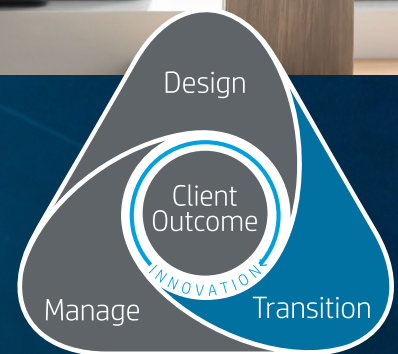 Design
Client
Outcome
INNOVATION
Manage
Transition